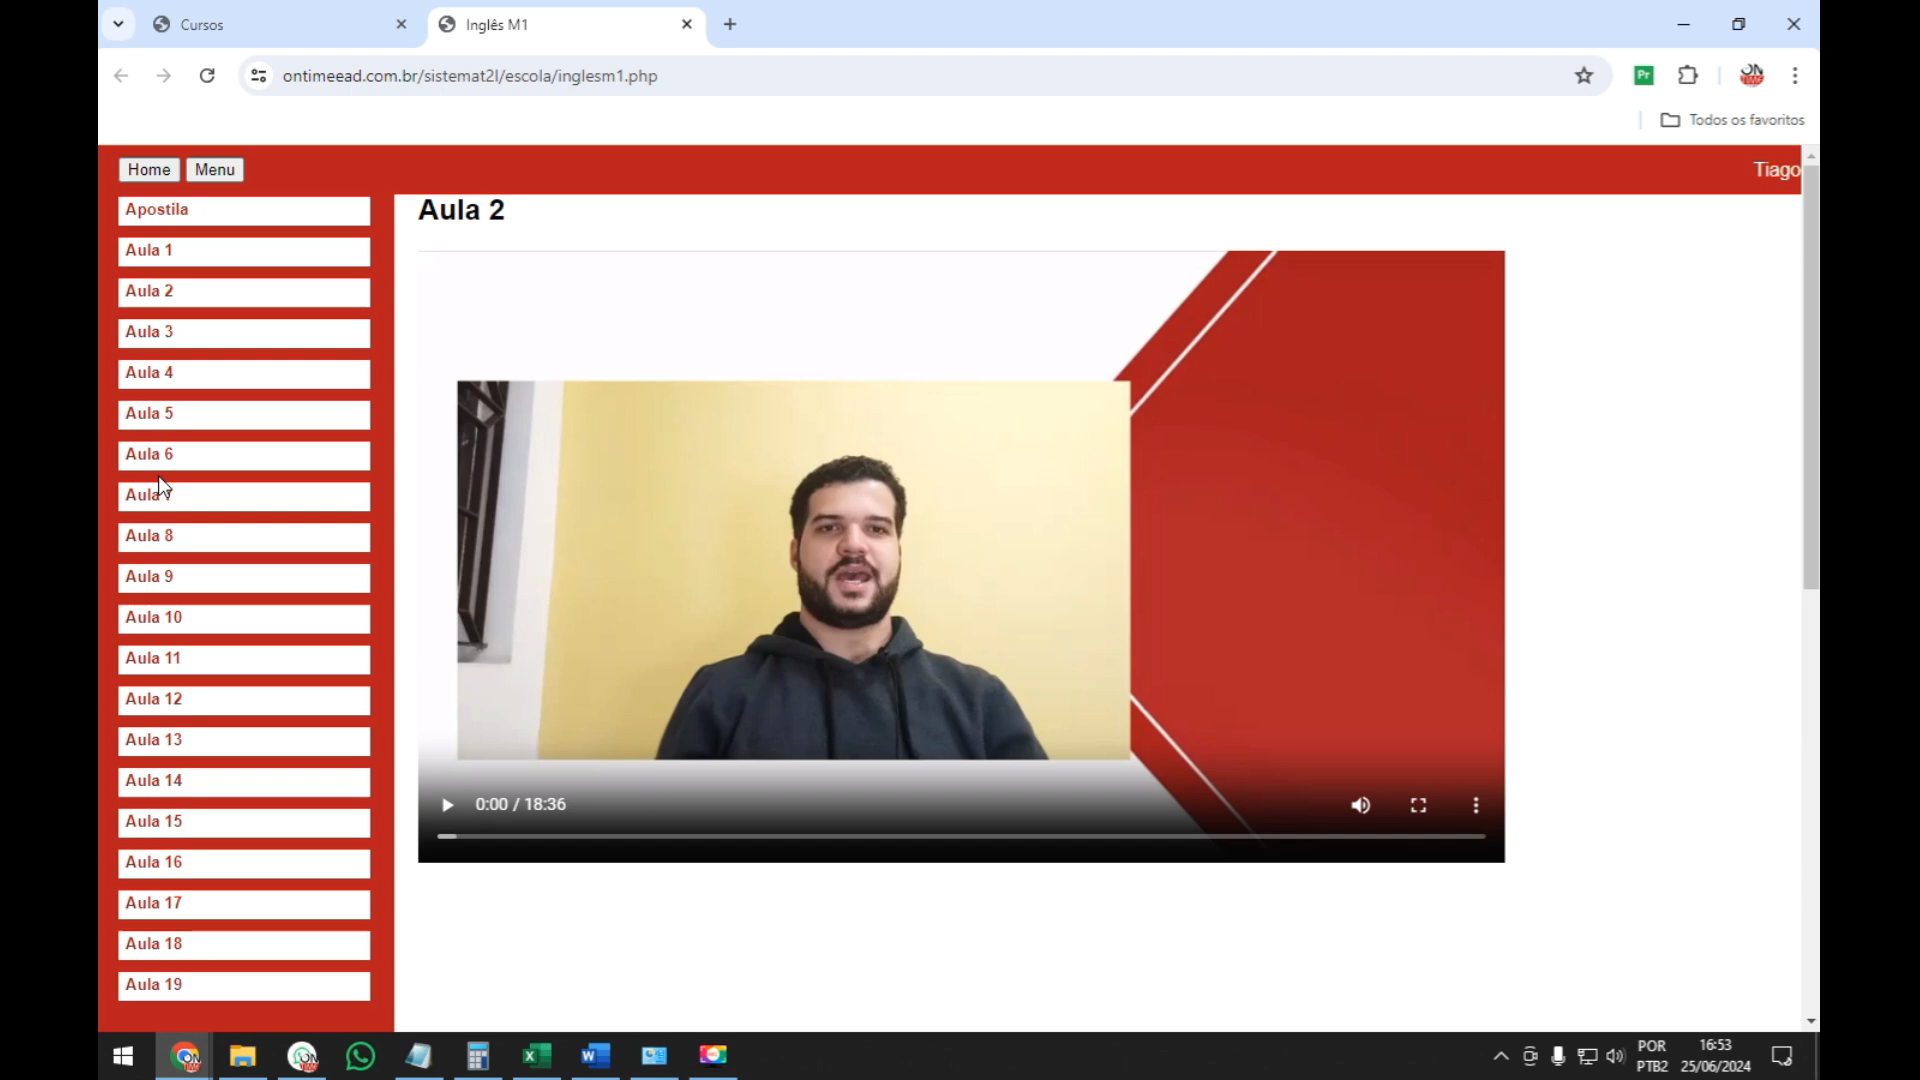 Cursos
Inglês M1
ontimeead.com.br/sistemat2l/escola/inglesm1.php
Pr
Todos os favoritos
Home
Menu
Tiago
Apostila
Aula 1
Aula 2
Aula 3
Aula 4
Aula 5
Aula 6
Aula 7
Aula 8
Aula 9
Aula 10
Aula 11
Aula 12
Aula 13
Aula 14
Aula 15
Aula 16
Aula 17
Aula 18
Aula 19
Aula 2
0:00 / 18:36
POR
PTB2
16:53
25/06/2024